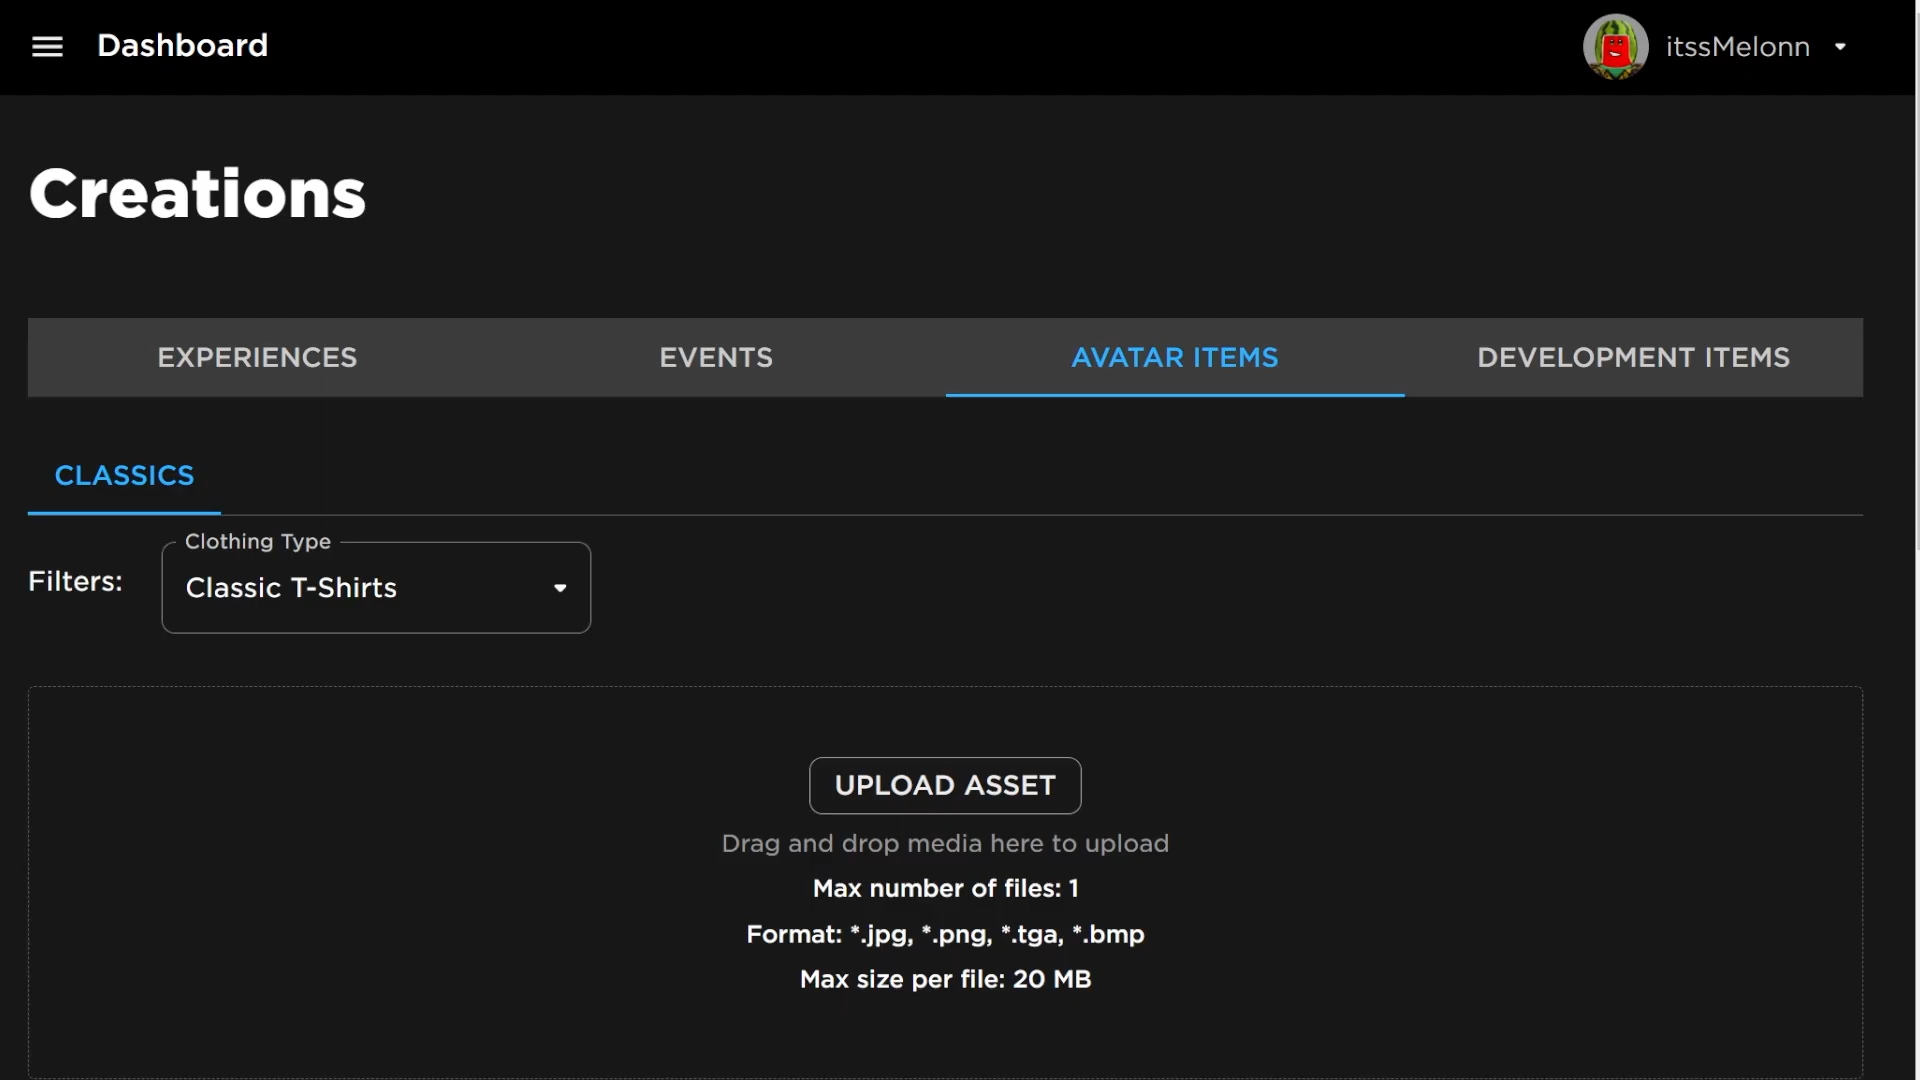 Dashboard
itssMelonn
Creations
EXPERIENCES
EVENTS
AVATAR ITEMS
DEVELOPMENT ITEMS
CLASSICS
Clothing Type
Filters:
Classic T-Shirts
UPLOAD ASSET
Drag and drop media here to upload
Max number of files: 1
Format: *.jpg, *.png, *.tga, *.bmp
Max size per file: 20 MB